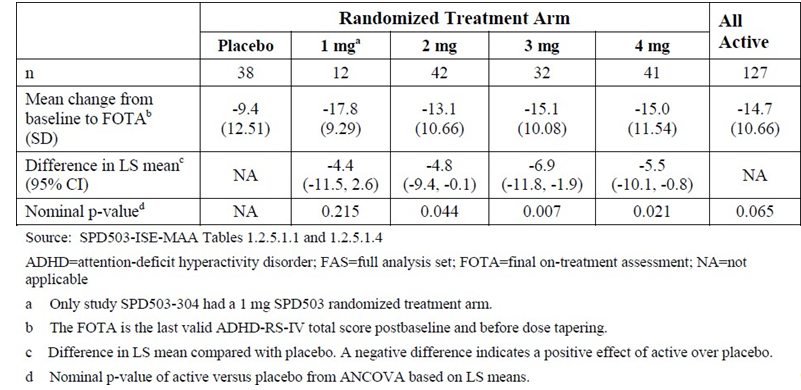 Randomized Treatment Arm
All
Active
Placebo
1 mgᵃ
2 mg
3 mg
4 mg
n
38
12
42
32
41
127
Mean change from
baseline to FOTAᵇ
(SD)
-9.4
(12.51)
-17.8
(9.29)
-13.1
(10.66)
-15.1
(10.08)
-15.0
(11.54)
-14.7
(10.66)
Difference in LS meanᶜ
(95% CI)
NA
-4.4
(-11.5, 2.6)
-4.8
(-9.4, -0.1)
-6.9
(-11.8, -1.9)
-5.5
(-10.1, -0.8)
NA
Nominal p-valueᵈ
NA
0.215
0.044
0.007
0.021
0.065
Source: SPD503-ISE-MAA Tables 1.2.5.1.1 and 1.2.5.1.4
ADHD=attention-deficit hyperactivity disorder; FAS=full analysis set; FOTA=final on-treatment assessment; NA=not
applicable
a Only study SPD503-304 had a 1 mg SPD503 randomized treatment arm.
b The FOTA is the last valid ADHD-RS-IV total score postbaseline and before dose tapering.
c Difference in LS mean compared with placebo. A negative difference indicates a positive effect of active over placebo.
d Nominal p-value of active versus placebo from ANCOVA based on LS means.